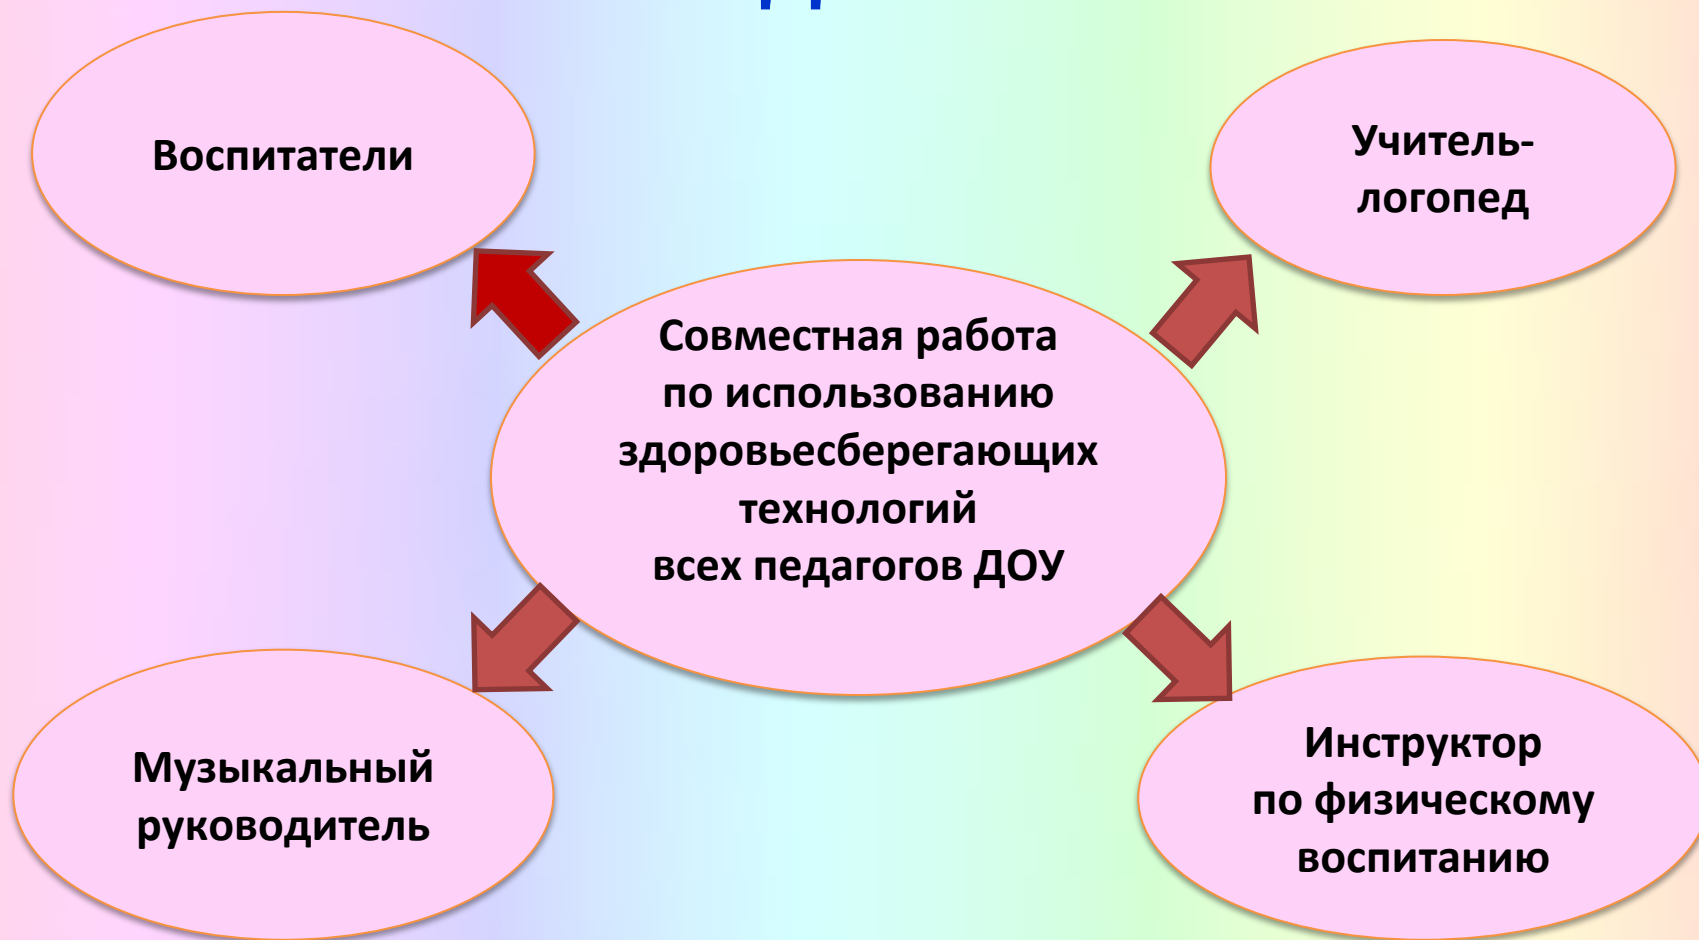 Воспитатели
Учитель-
логопед
Совместная работа
по использованию
здоровьесберегающих
технологий
всех педагогов ДОУ
Музыкальный
руководитель
Инструктор
по физическому
воспитанию